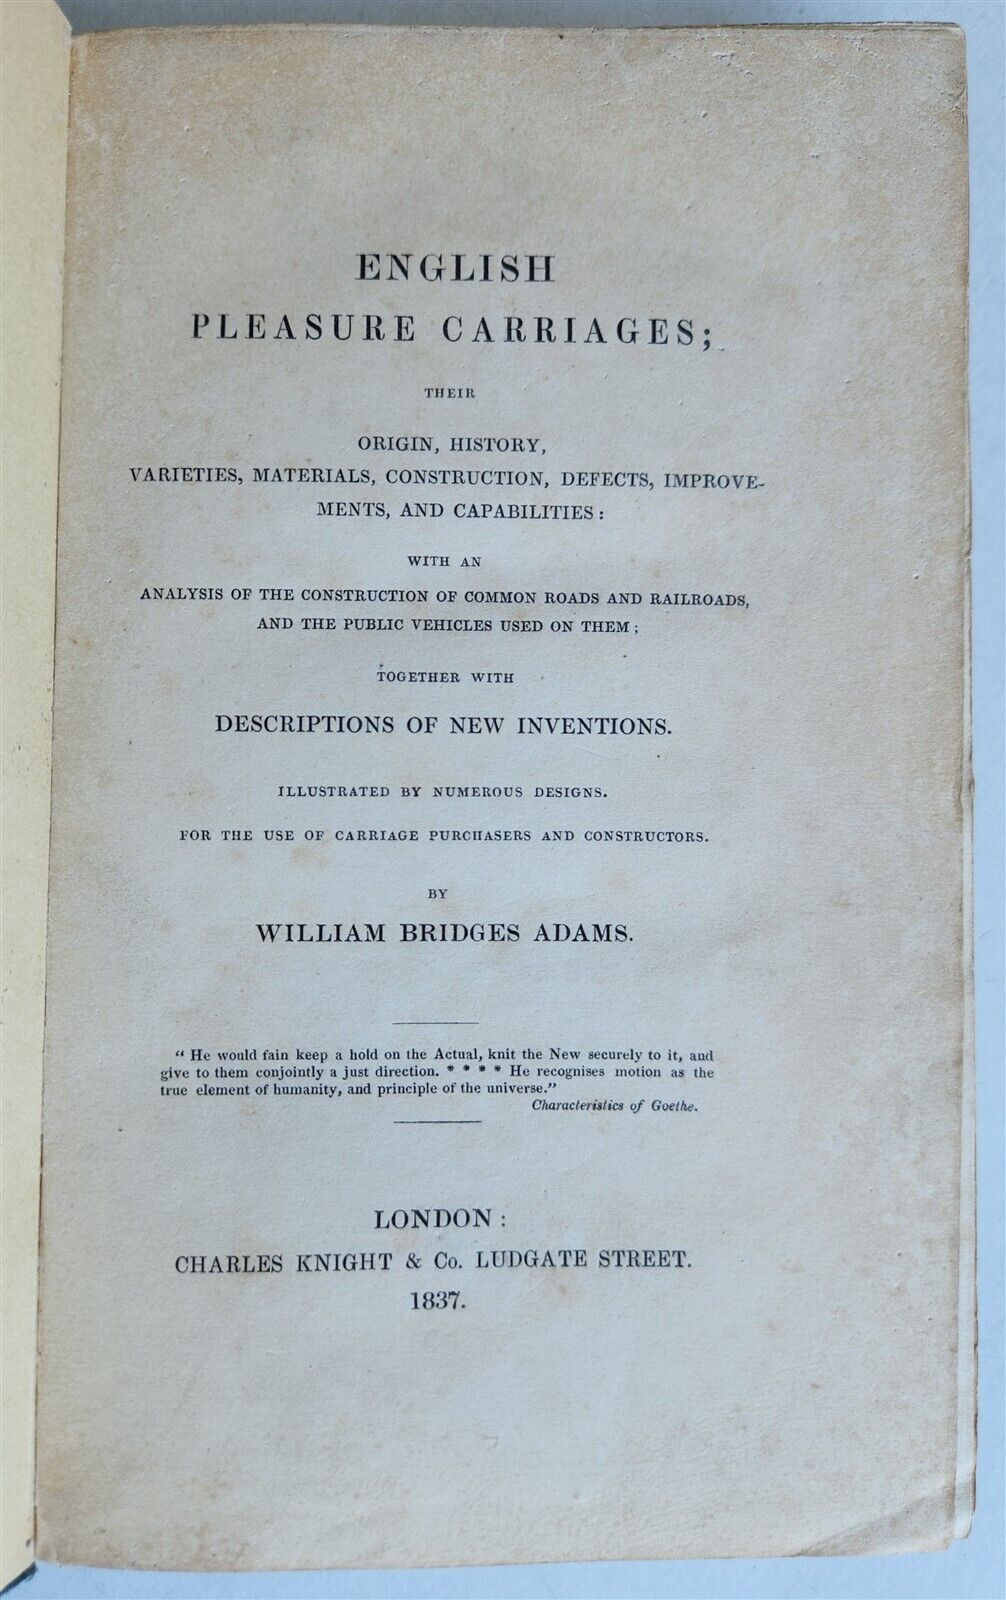 ENGLISH
PLEASURE CARRIAGES;
THEIR
ORIGIN, HISTORY,
VARIETIES, MATERIALS, CONSTRUCTION, DEFECTS, IMPROVE-
MENTS, AND CAPABILITIES:
WITH AN
ANALYSIS OF THE CONSTRUCTION OF COMMON ROADS AND RAILROADS,
AND THE PUBLIC VEHICLES USED ON THEM;
TOGETHER WITH
DESCRIPTIONS OF NEW INVENTIONS.
ILLUSTRATED BY NUMEROUS DESIGNS.
FOR THE USE OF CARRIAGE PURCHASERS AND CONSTRUCTORS.
BY
WILLIAM BRIDGES ADAMS.
" He would fain keep a hold on the Actual, knit the New securely to it, and
give to them conjointly a just direction. * * * * He recognises motion as the
true element of humanity, and principle of the universe."
Characteristics of Goethe.
LONDON:
CHARLES KNIGHT & Co. LUDGATE STREET.
1837.